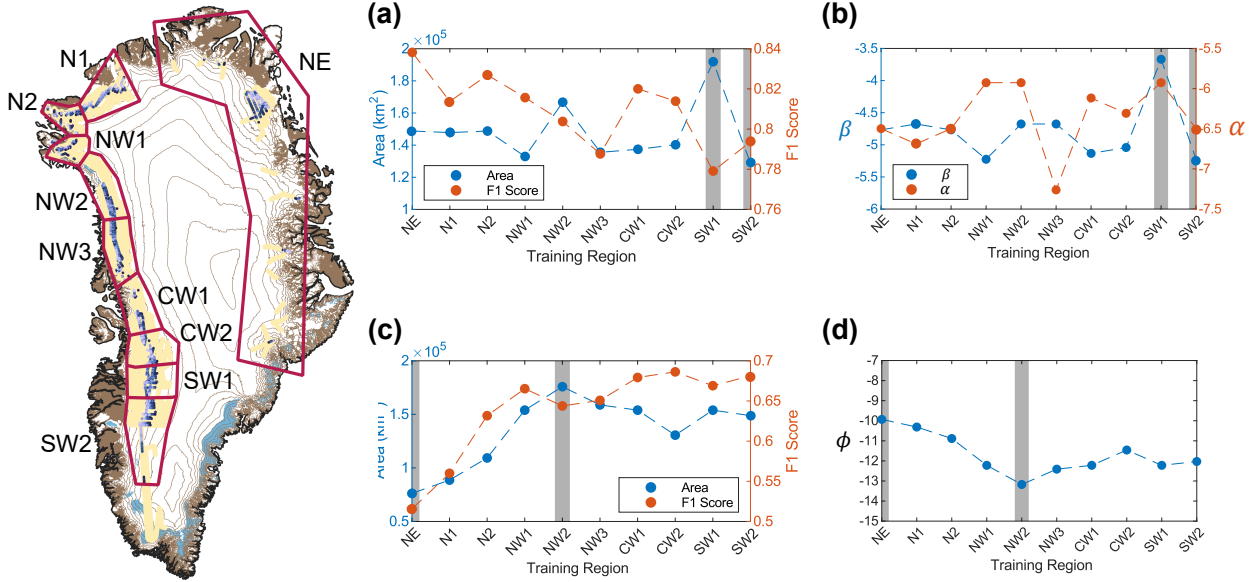 N1
NE
N2
NW1
NW2
NW3
CW1
CW2
SW1
SW2
(a)
× 10⁵
2
1.8
1.6
1.4
1.2
1
Area (km²)
0.84
0.82
0.8
0.78
0.76
F1 Score
Area
F1 Score
NE N1 N2 NW1 NW2 NW3 CW1 CW2 SW1 SW2
Training Region
(b)
-3.5
-4
-4.5
-5
-5.5
-6
β
-5.5
-6
-6.5
-7
-7.5
α
β
α
NE N1 N2 NW1 NW2 NW3 CW1 CW2 SW1 SW2
Training Region
(c)
× 10⁵
2
1.5
1
0.5
Area (km²)
0.7
0.65
0.6
0.55
0.5
F1 Score
Area
F1 Score
NE N1 N2 NW1 NW2 NW3 CW1 CW2 SW1 SW2
Training Region
(d)
-7
-8
-9
-10
-11
-12
-13
-14
-15
ϕ
NE N1 N2 NW1 NW2 NW3 CW1 CW2 SW1 SW2
Training Region